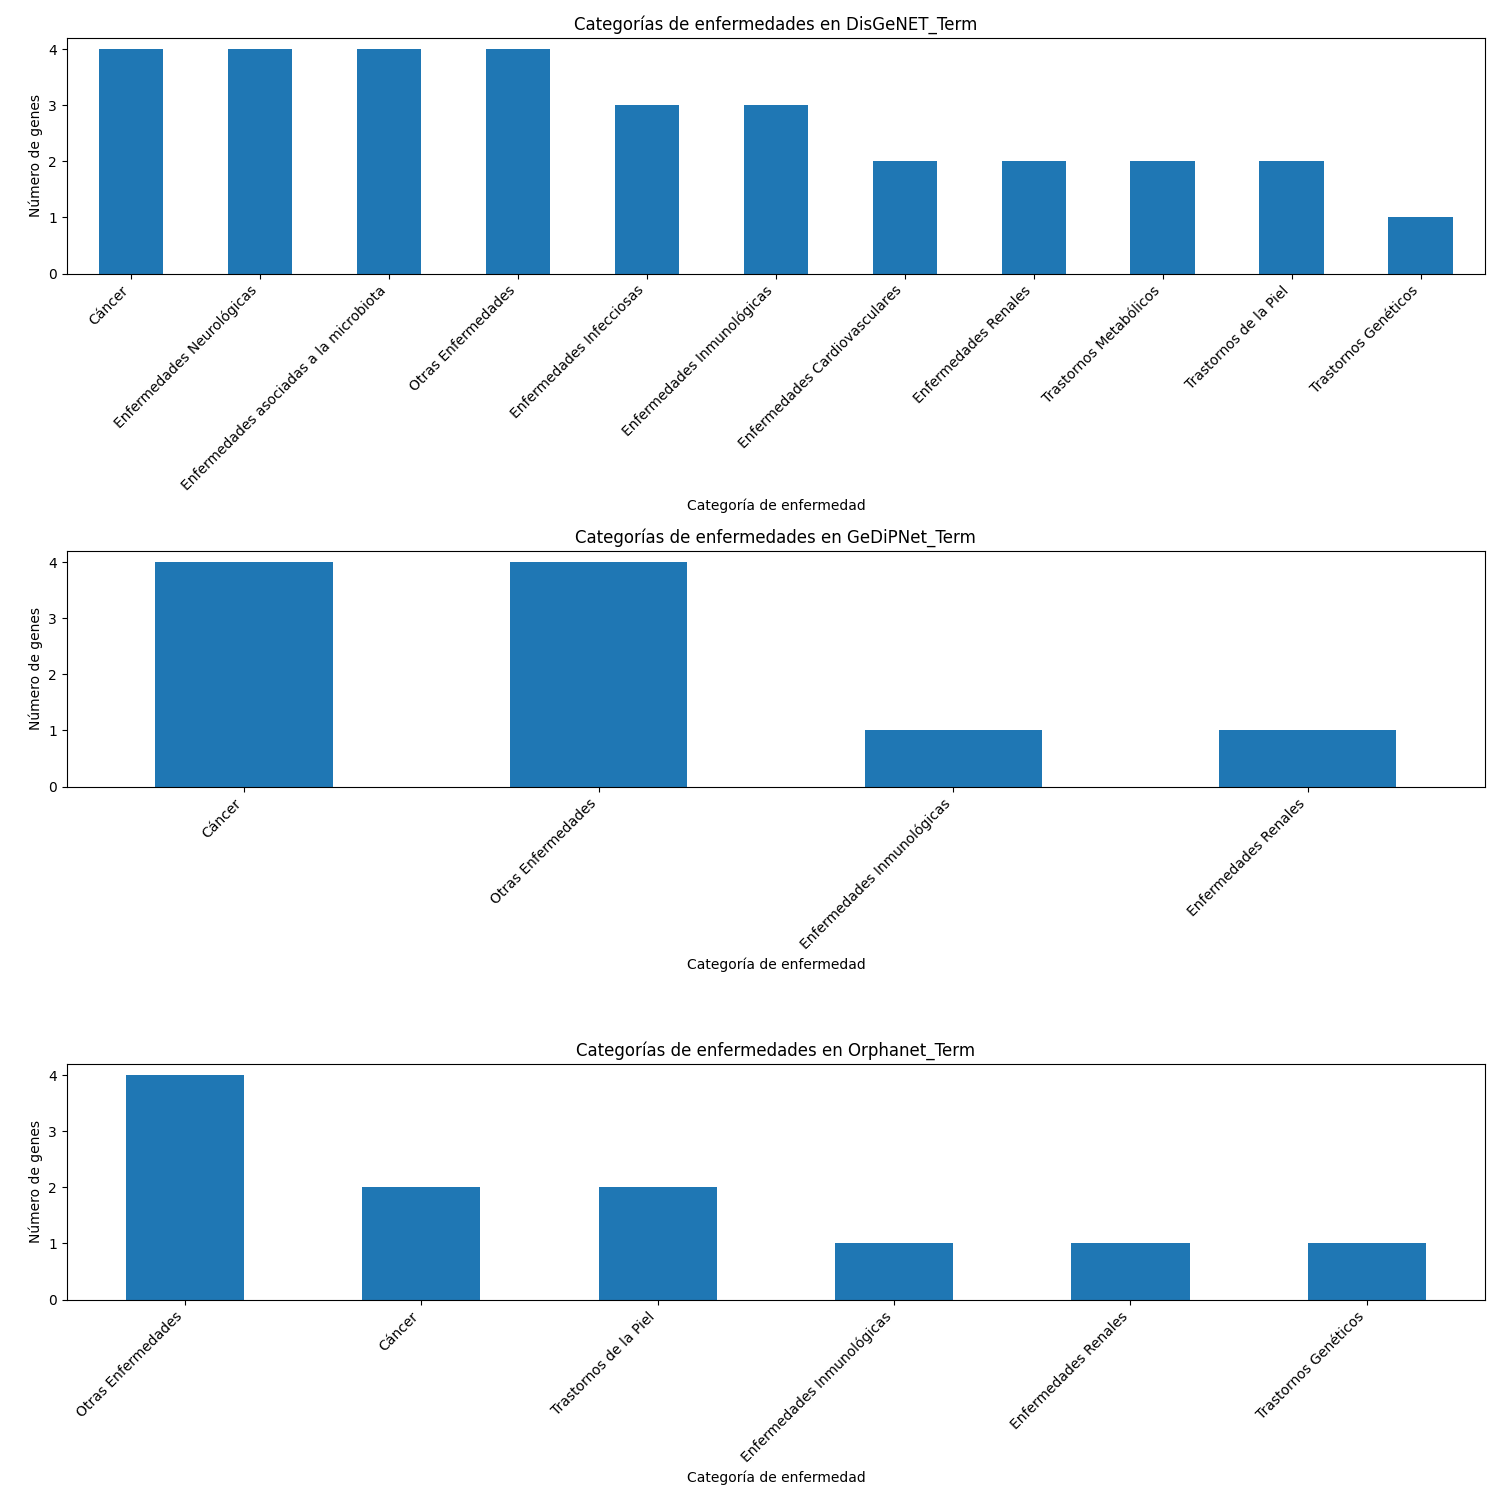 Categorías de enfermedades en DisGeNET_Term
Número de genes
4
3
2
1
0
Cáncer
Enfermedades Neurológicas
Enfermedades asociadas a la microbiota
Otras Enfermedades
Enfermedades Infecciosas
Enfermedades Inmunológicas
Enfermedades Cardiovasculares
Enfermedades Renales
Trastornos Metabólicos
Trastornos de la Piel
Trastornos Genéticos
Categoría de enfermedad
Categorías de enfermedades en GeDiPNet_Term
Número de genes
4
3
2
1
0
Cáncer
Otras Enfermedades
Enfermedades Inmunológicas
Enfermedades Renales
Categoría de enfermedad
Categorías de enfermedades en Orphanet_Term
Número de genes
4
3
2
1
0
Otras Enfermedades
Cáncer
Trastornos de la Piel
Enfermedades Inmunológicas
Enfermedades Renales
Trastornos Genéticos
Categoría de enfermedad